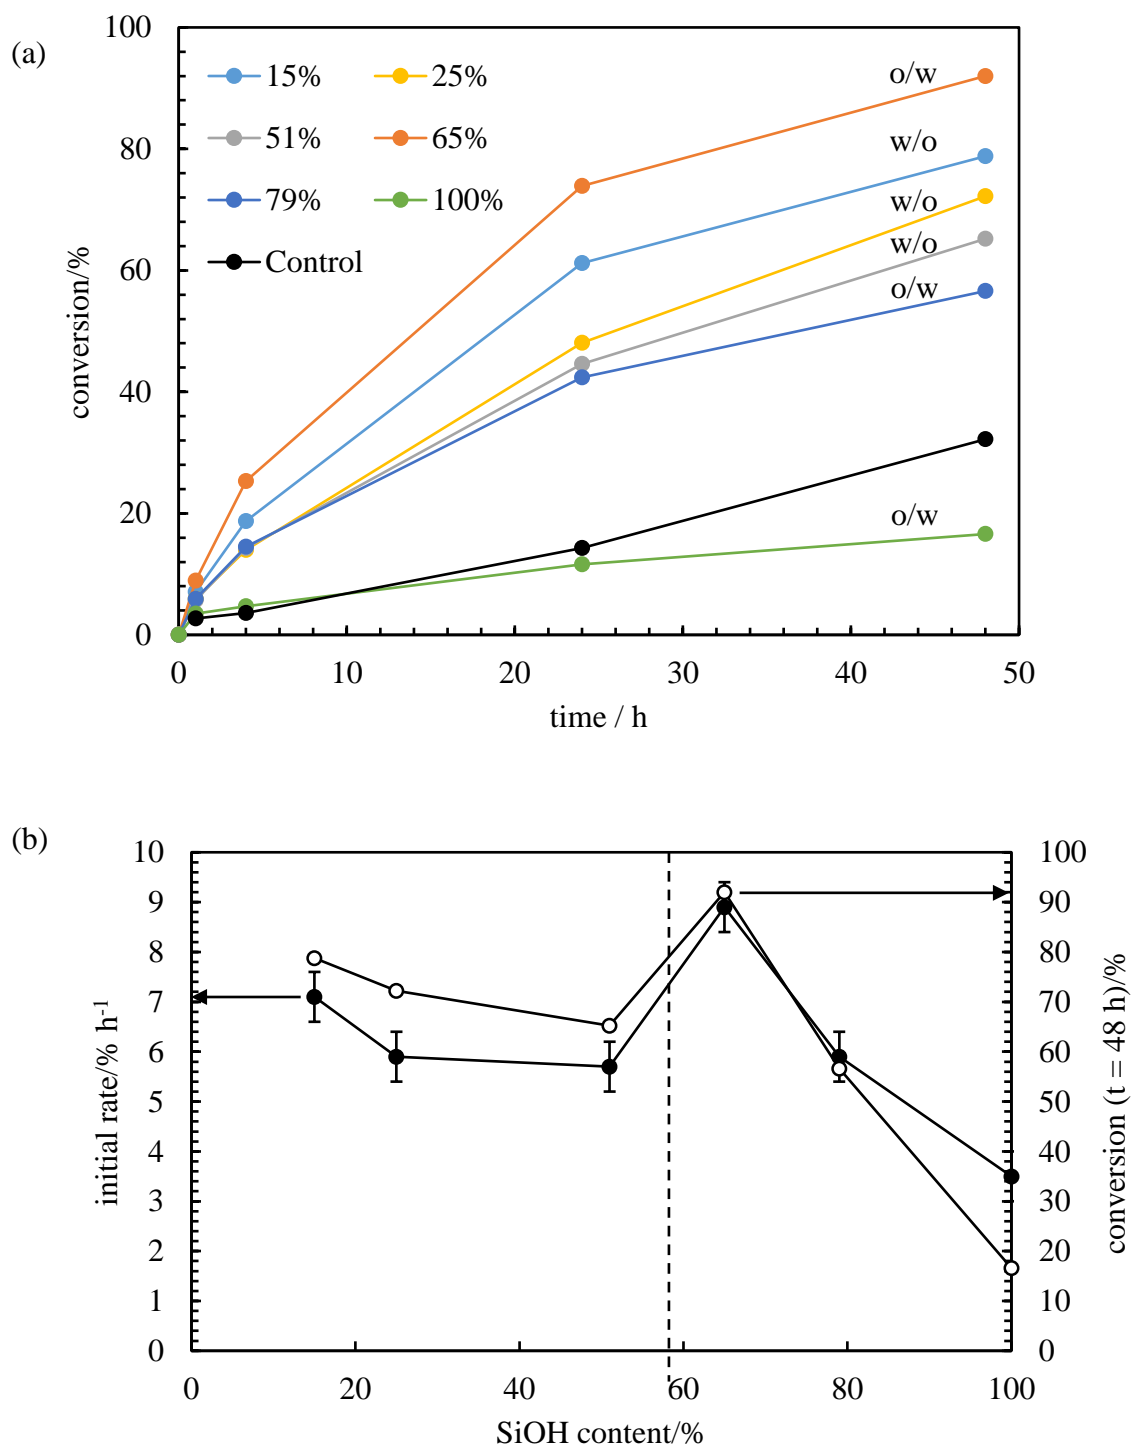 (a)
100
80
60
40
20
0
conversion/%
15%
25%
51%
65%
79%
100%
Control
o/w
w/o
w/o
w/o
o/w
o/w
0 10 20 30 40 50
time / h
(b)
10
9
8
7
6
5
4
3
2
1
0
initial rate/% h⁻¹
100
90
80
70
60
50
40
30
20
10
0
conversion (t = 48 h)/%
0 20 40 60 80 100
SiOH content/%